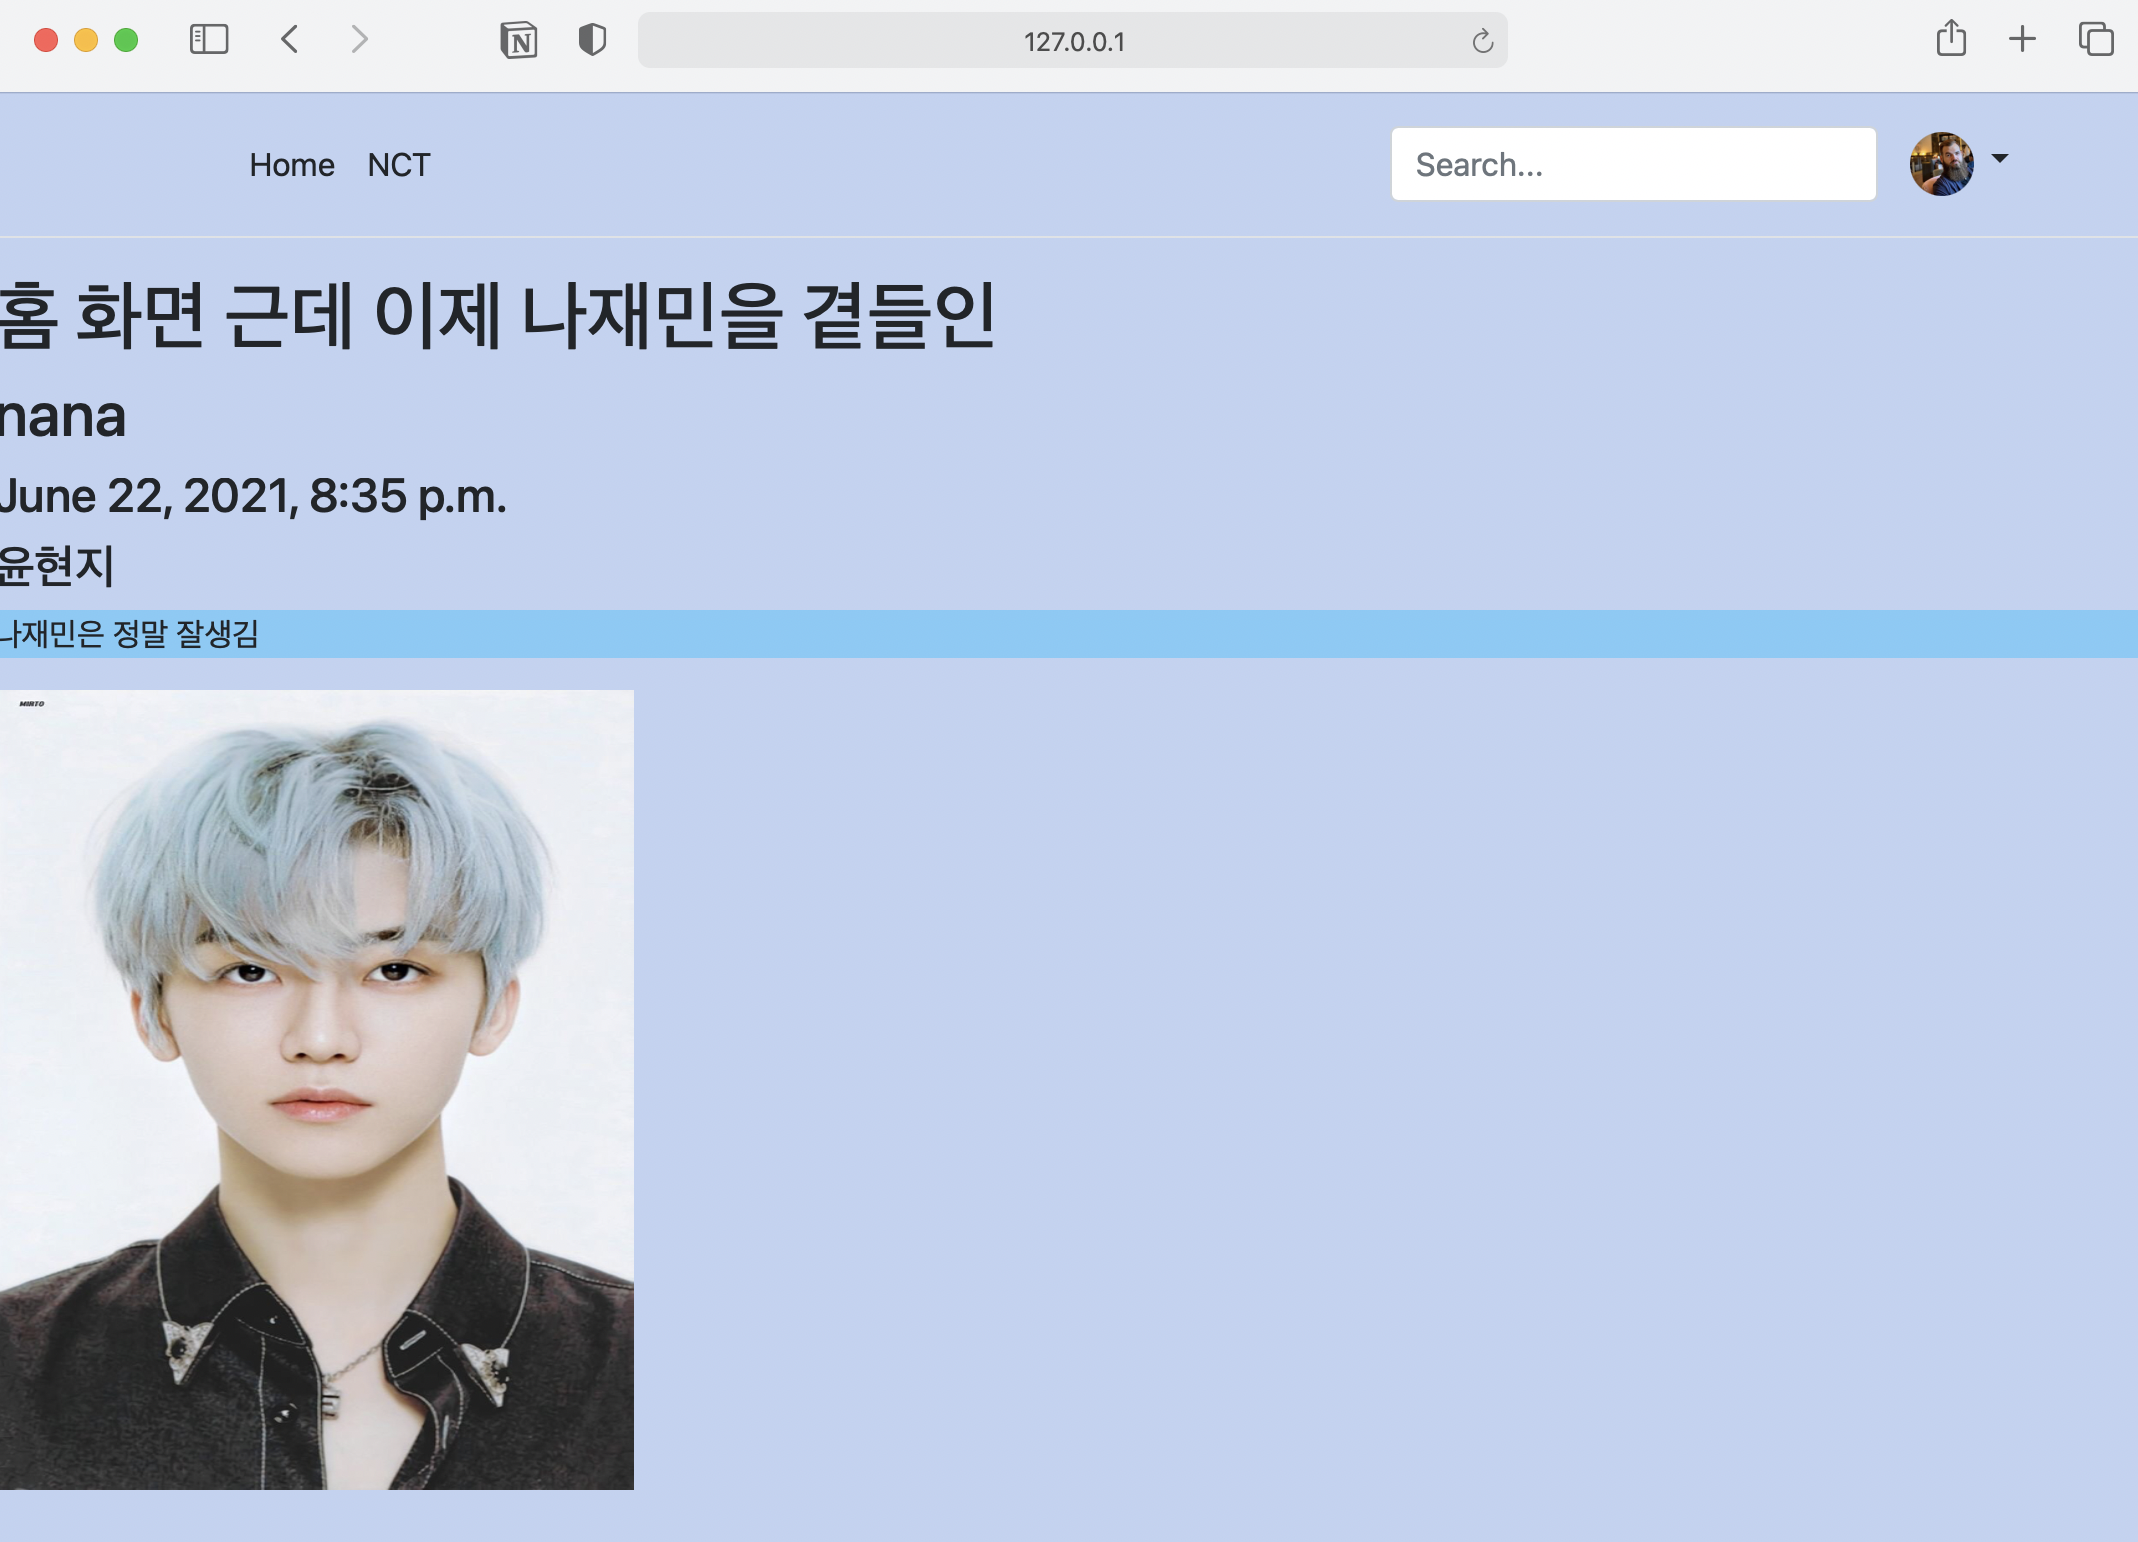 127.0.0.1
Home NCT Search...
홈 화면 근데 이제 나재민을 곁들인
nana
June 22, 2021, 8:35 p.m.
윤현지
나재민은 정말 잘생김